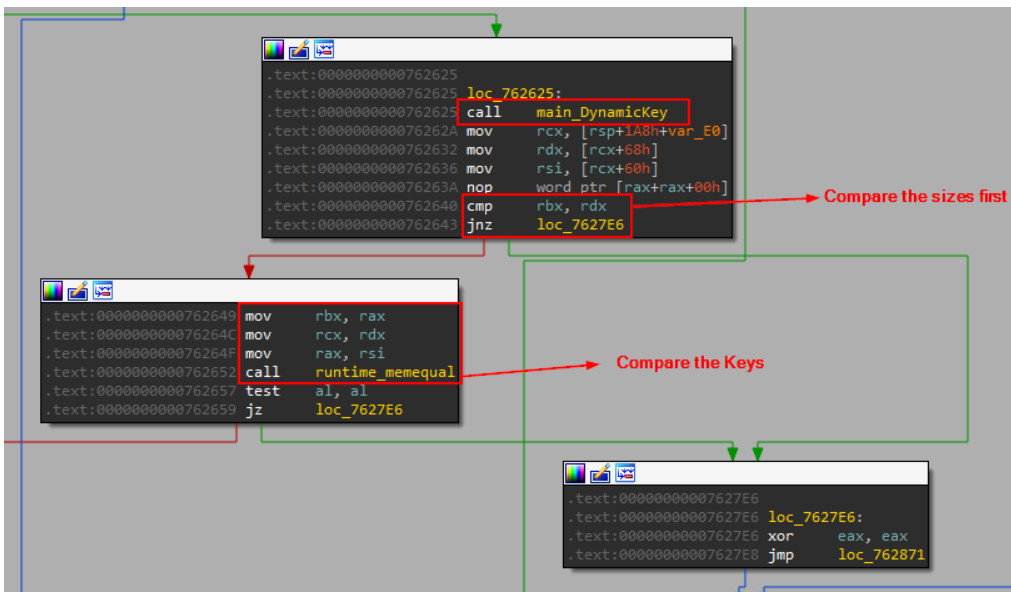 .text:0000000000762625
.text:0000000000762625 loc_762625:
.text:0000000000762625 call main_DynamicKey
.text:000000000076262A mov rcx, [rsp+1A8h+var_E0]
.text:0000000000762632 mov rdx, [rcx+68h]
.text:0000000000762636 mov rsi, [rcx+60h]
.text:000000000076263A nop word ptr [rax+rax+00h]
.text:0000000000762640 cmp rbx, rdx
.text:0000000000762643 jnz loc_7627E6
Compare the sizes first
.text:0000000000762649 mov rbx, rax
.text:000000000076264C mov rcx, rdx
.text:000000000076264F mov rax, rsi
.text:0000000000762652 call runtime_memequal
.text:0000000000762657 test al, al
.text:0000000000762659 jz loc_7627E6
Compare the Keys
.text:00000000007627E6
.text:00000000007627E6 loc_7627E6:
.text:00000000007627E6 xor eax, eax
.text:00000000007627E8 jmp loc_762871